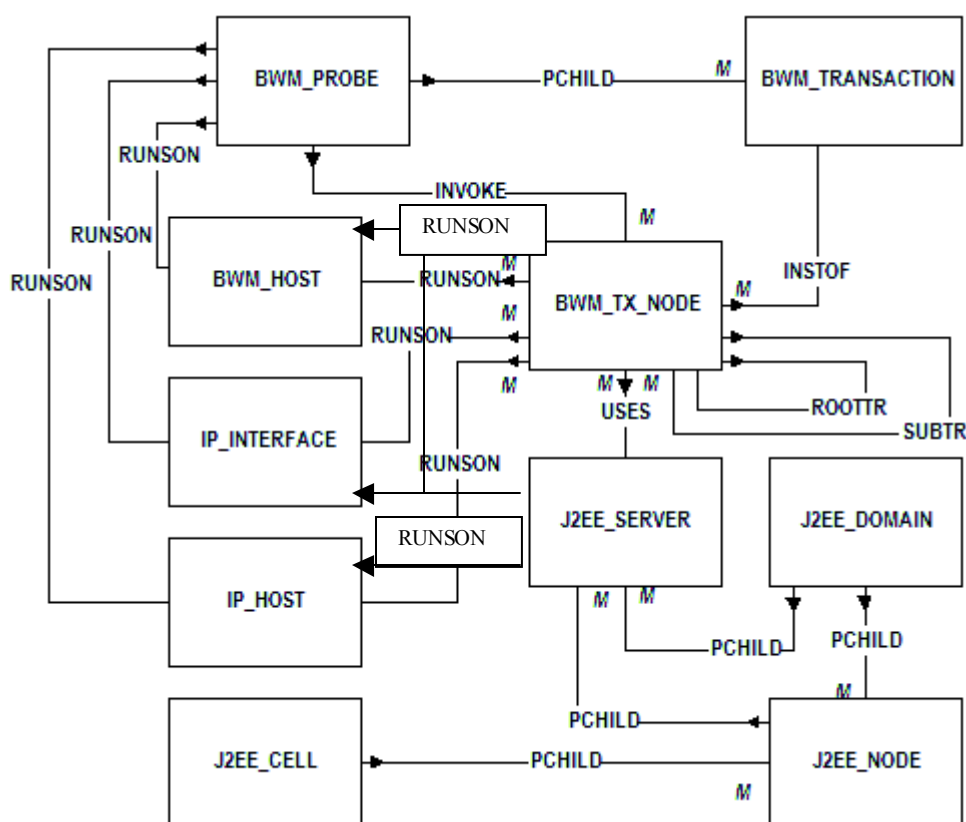 BWM_PROBE
PCHILD
M
BWM_TRANSACTION
RUNSON
INVOKE
M
RUNSON
RUNSON
RUNSON
BWM_HOST
M
RUNSON
BWM_TX_NODE
M
INSTOF
M
RUNSON
M
M
M
USES
ROOTTR
SUBTR
IP_INTERFACE
RUNSON
J2EE_SERVER
J2EE_DOMAIN
RUNSON
IP_HOST
M
M
PCHILD
PCHILD
M
PCHILD
J2EE_CELL
PCHILD
J2EE_NODE
M